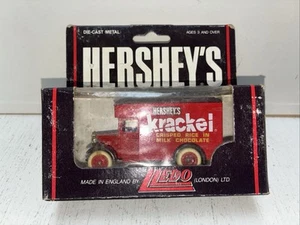 DIE-CAST METAL
AGES 5 AND OVER
HERSHEY'S
HERSHEY'S
krackel
CRISPED RICE IN
MILK CHOCOLATE
MADE IN ENGLAND BY LLEDO (LONDON) LTD